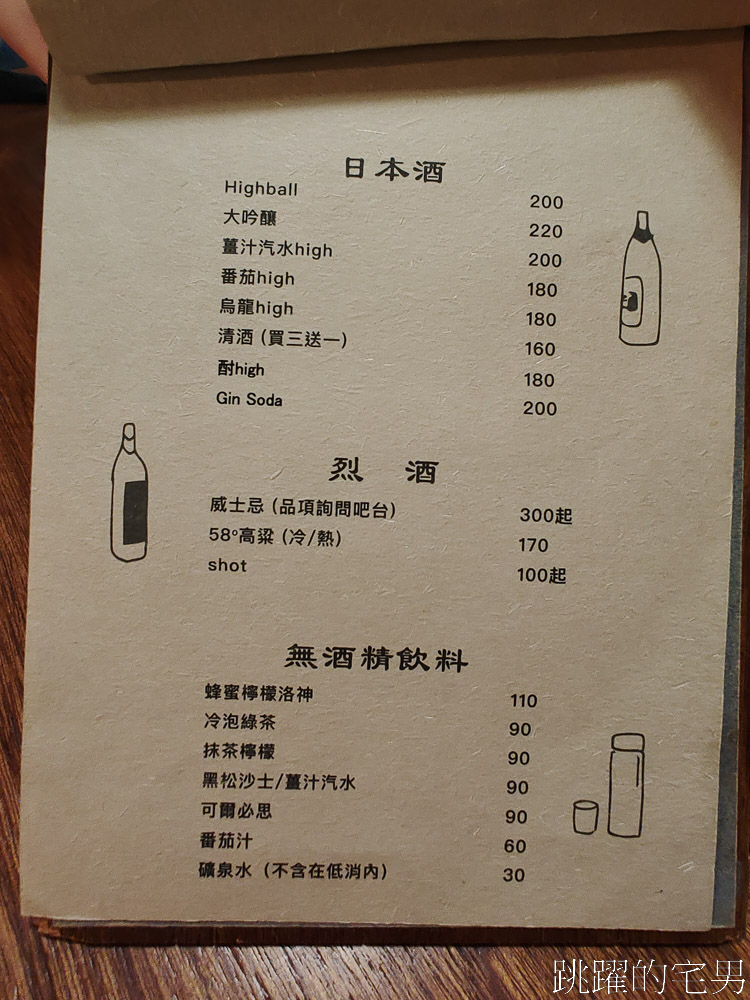 日本酒
Highball 200
大吟釀 220
薑汁汽水high 200
番茄high 180
烏龍high 180
清酒 (買三送一) 160
酎high 180
Gin Soda 200
烈 酒
威士忌 (品項詢問吧台) 300起
58°高粱 (冷/熱) 170
shot 100起
無酒精飲料
蜂蜜檸檬洛神 110
冷泡綠茶 90
抹茶檸檬 90
黑松沙士/薑汁汽水 90
可爾必思 90
番茄汁 60
礦泉水 (不含在低消內) 30
跳躍的宅男